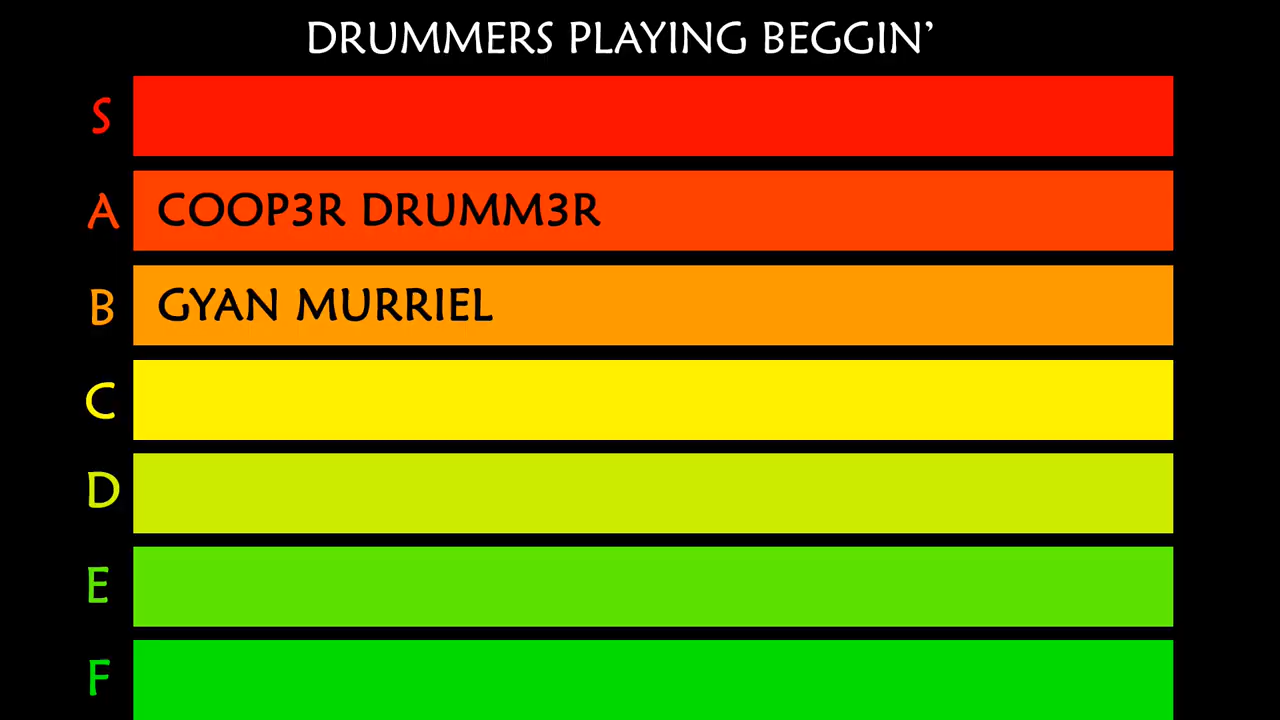 DRUMMERS PLAYING BEGGIN’
S
A COOP3R DRUMM3R
B GYAN MURRIEL
C
D
E
F